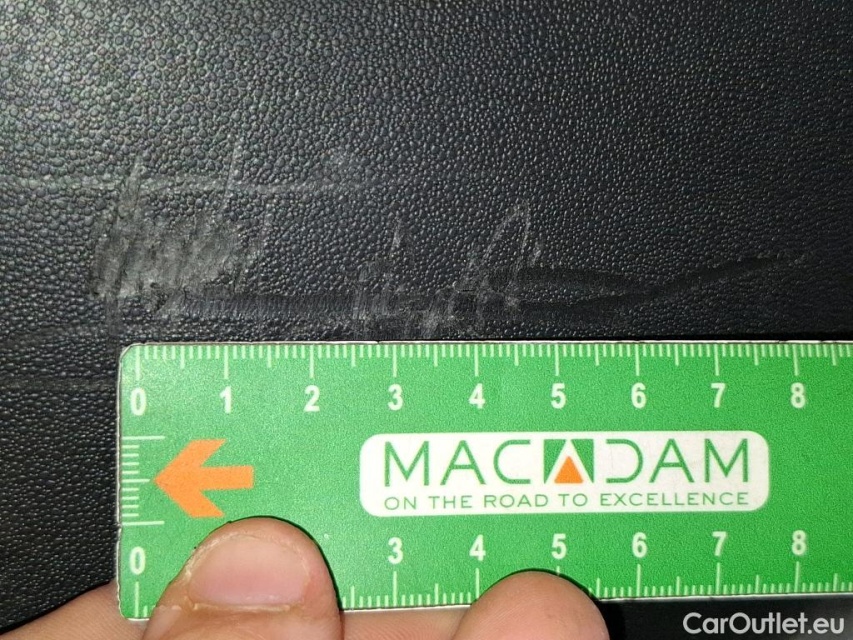 0 1 2 3 4 5 6 7 8
MACADAM
ON THE ROAD TO EXCELLENCE
0 3 4 5 6 7 8
CarOutlet.eu